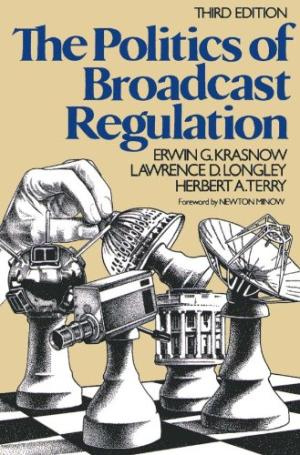 THIRD EDITION
The Politics of
Broadcast
Regulation
ERWIN G. KRASNOW
LAWRENCE D. LONGLEY
HERBERT A. TERRY
Foreword by NEWTON MINOW